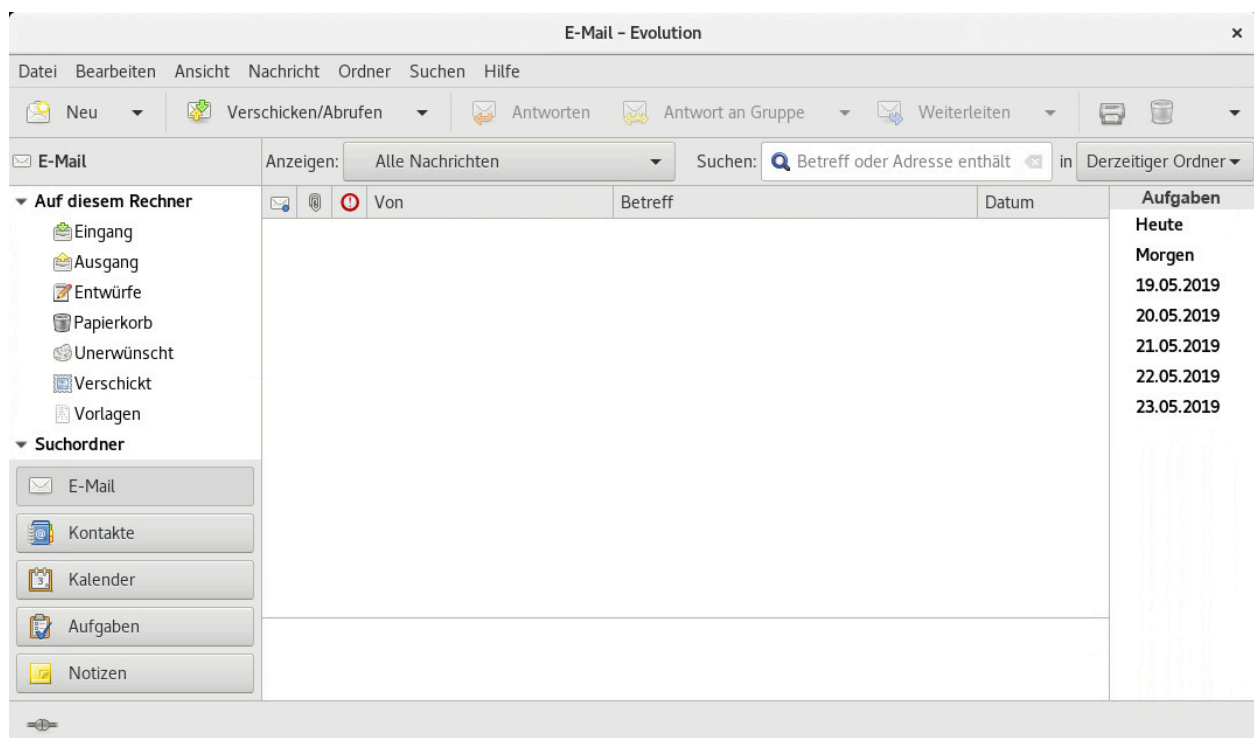 E-Mail – Evolution
Datei Bearbeiten Ansicht Nachricht Ordner Suchen Hilfe
Neu Verschicken/Abrufen Antworten Antwort an Gruppe Weiterleiten
E-Mail
Anzeigen: Alle Nachrichten Suchen: Betreff oder Adresse enthält in Derzeitiger Ordner
Auf diesem Rechner
Eingang
Ausgang
Entwürfe
Papierkorb
Unerwünscht
Verschickt
Vorlagen
Suchordner
E-Mail
Kontakte
Kalender
Aufgaben
Notizen
Von Betreff Datum
Aufgaben
Heute
Morgen
19.05.2019
20.05.2019
21.05.2019
22.05.2019
23.05.2019